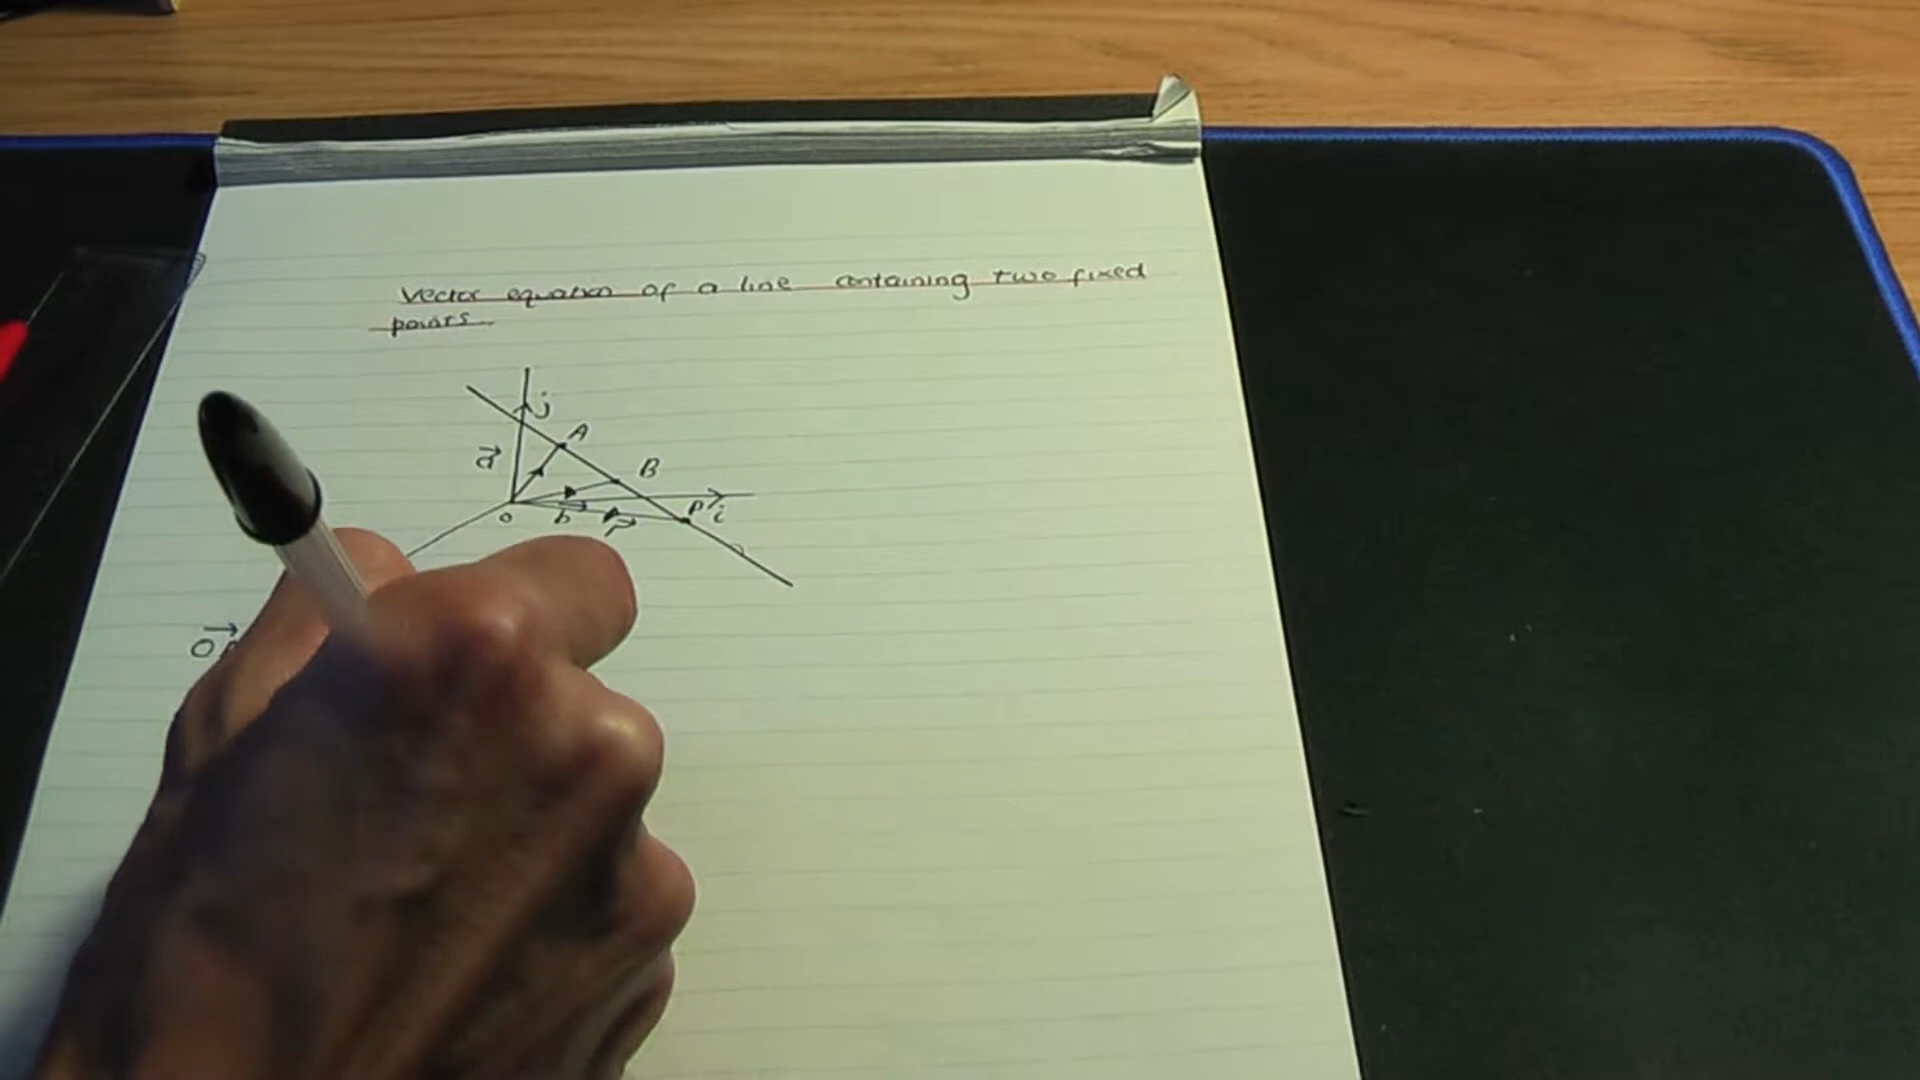 Vector equation of a line containing two fixed
points.
j
A
a⃗
B
P i
o b⃗ r⃗
O